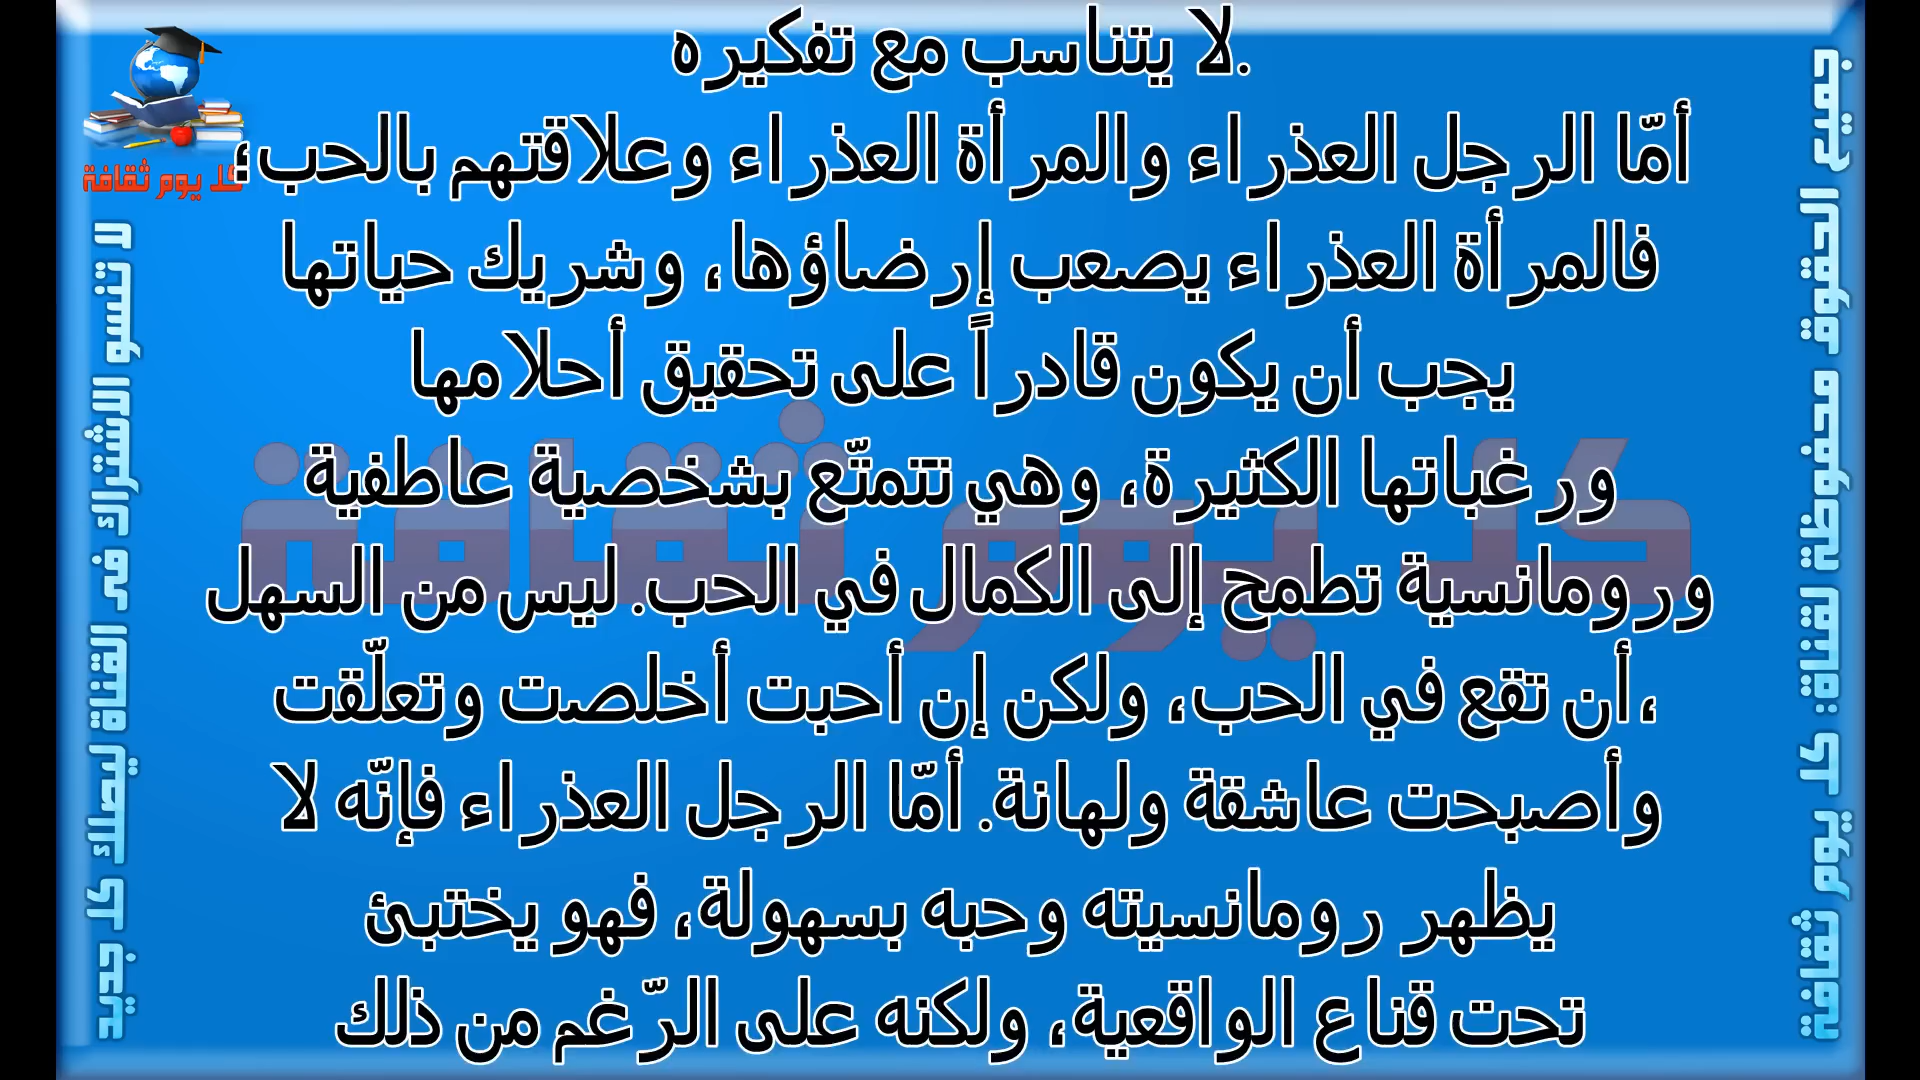 لا يتناسب مع تفكيره.
أمّا الرجل العذراء والمرأة العذراء وعلاقتهم بالحب؛
فالمرأة العذراء يصعب إرضاؤها، وشريك حياتها
يجب أن يكون قادراً على تحقيق أحلامها
ورغباتها الكثيرة، وهي تتمتّع بشخصية عاطفية
ورومانسية تطمح إلى الكمال في الحب. ليس من السهل
،أن تقع في الحب، ولكن إن أحبت أخلصت وتعلّقت
وأصبحت عاشقة ولهانة. أمّا الرجل العذراء فإنّه لا
يظهر رومانسيته وحبه بسهولة، فهو يختبئ
تحت قناع الواقعية، ولكنه على الرّغم من ذلك
كل يوم ثقافة
كل يوم ثقافة
جميع الحقوق محفوظة لقناة: كل يوم ثقافة
لا تنسو الاشتراك فى القناة ليصلك كل جديد